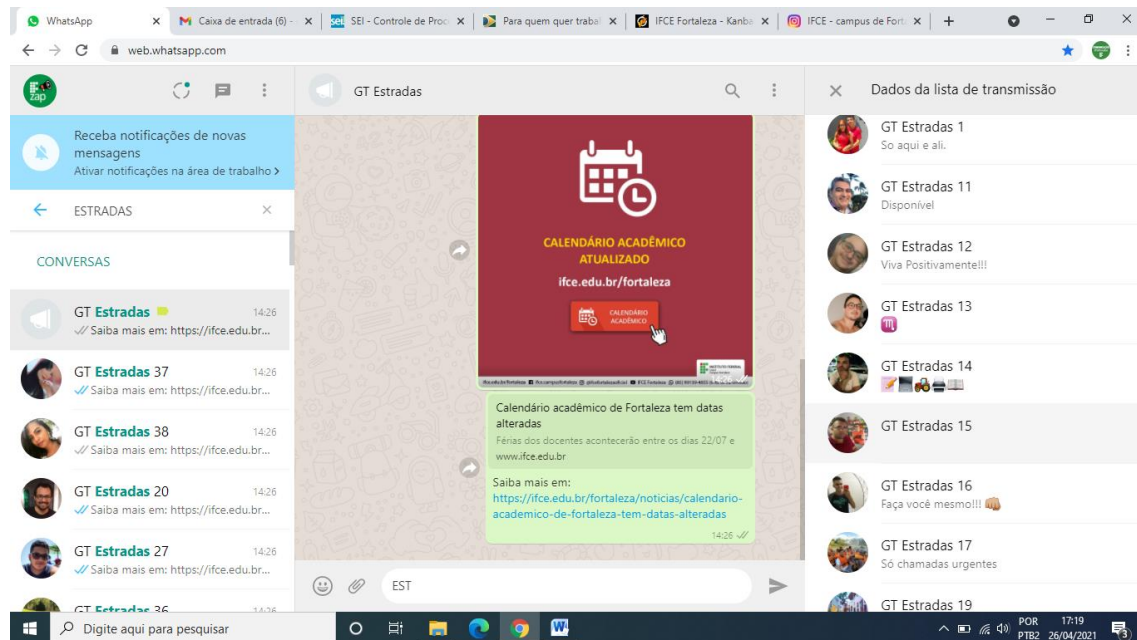 WhatsApp
Caixa de entrada (6) -
SEI - Controle de Proc
Para quem quer trabal
IFCE Fortaleza - Kanba
IFCE - campus de Fort
web.whatsapp.com
zap
GT Estradas
Dados da lista de transmissão
Receba notificações de novas
mensagens
Ativar notificações na área de trabalho >
ESTRADAS
CONVERSAS
GT Estradas
14:26
Saiba mais em: https://ifce.edu.br...
GT Estradas 37
14:26
Saiba mais em: https://ifce.edu.br...
GT Estradas 38
14:26
Saiba mais em: https://ifce.edu.br...
GT Estradas 20
14:26
Saiba mais em: https://ifce.edu.br...
GT Estradas 27
14:26
Saiba mais em: https://ifce.edu.br...
GT Estradas 36
14:26
CALENDÁRIO ACADÊMICO
ATUALIZADO
ifce.edu.br/fortaleza
CALENDÁRIO
ACADÊMICO
Calendário acadêmico de Fortaleza tem datas
alteradas
Férias dos docentes acontecerão entre os dias 22/07 e
www.ifce.edu.br
Saiba mais em:
https://ifce.edu.br/fortaleza/noticias/calendario-
academico-de-fortaleza-tem-datas-alteradas
14:26
EST
GT Estradas 1
So aqui e ali.
GT Estradas 11
Disponível
GT Estradas 12
Viva Positivamente!!!
GT Estradas 13
♏
GT Estradas 14
GT Estradas 15
GT Estradas 16
Faça você mesmo!!! 👊🏽
GT Estradas 17
Só chamadas urgentes
GT Estradas 19
Digite aqui para pesquisar
POR
PTB2
17:19
26/04/2021